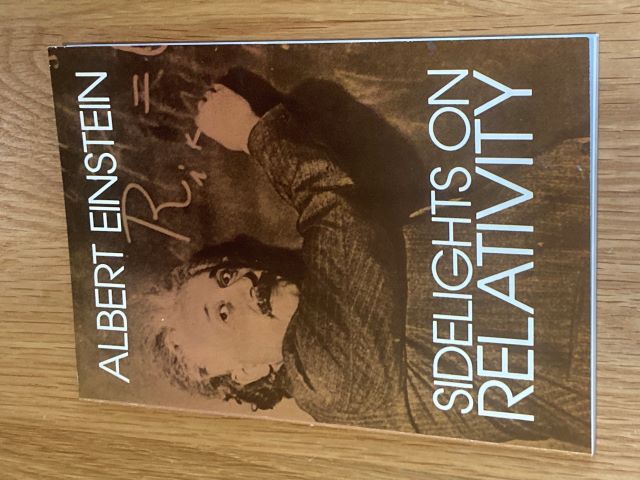 ALBERT EINSTEIN
R i k =
SIDELIGHTS ON
RELATIVITY